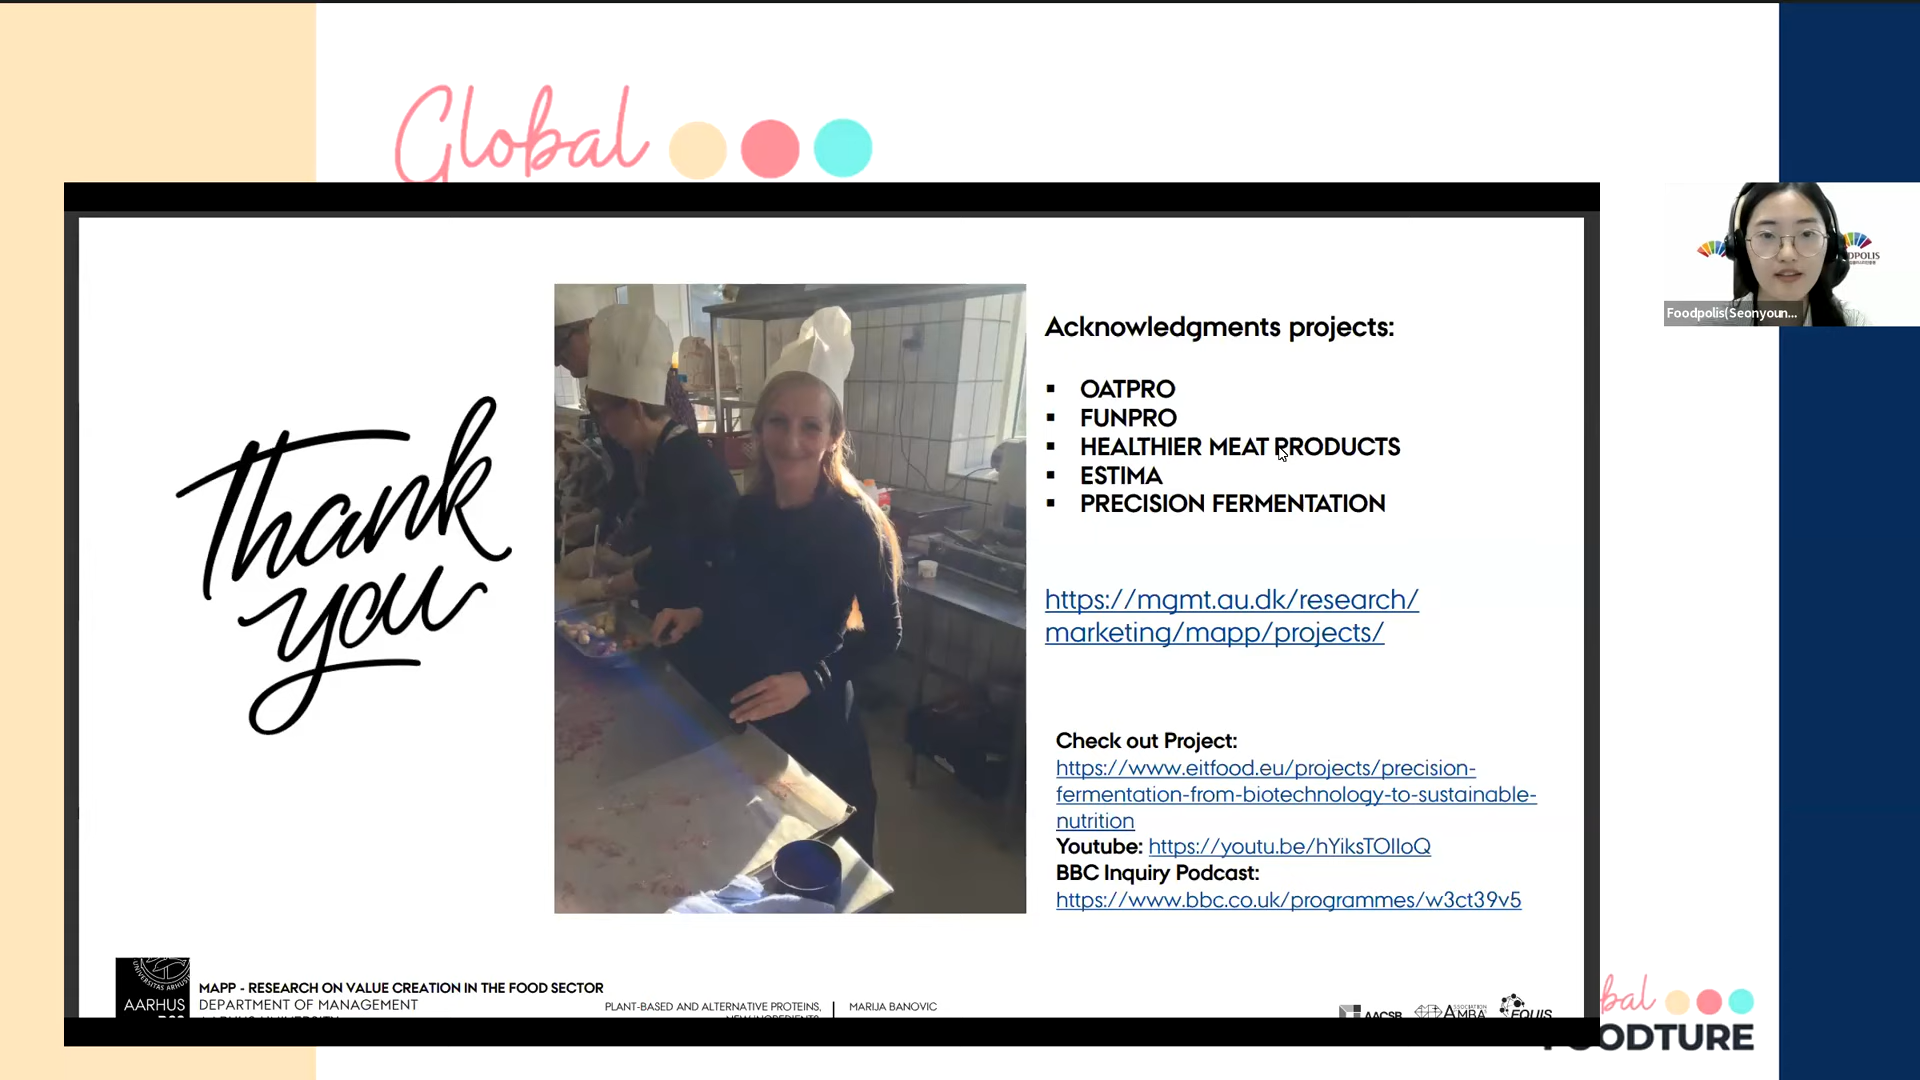 Global
Thank
you
Acknowledgments projects:
▪ OATPRO
▪ FUNPRO
▪ HEALTHIER MEAT PRODUCTS
▪ ESTIMA
▪ PRECISION FERMENTATION
https://mgmt.au.dk/research/
marketing/mapp/projects/
Check out Project:
https://www.eitfood.eu/projects/precision-
fermentation-from-biotechnology-to-sustainable-
nutrition
Youtube: https://youtu.be/hYiksTOlloQ
BBC Inquiry Podcast:
https://www.bbc.co.uk/programmes/w3ct39v5
AARHUS
MAPP - RESEARCH ON VALUE CREATION IN THE FOOD SECTOR
DEPARTMENT OF MANAGEMENT
PLANT-BASED AND ALTERNATIVE PROTEINS,
MARIJA BANOVIC
AACSB
ASSOCIATION
AMBA
EQUIS
Foodpolis(Seonyoun...
DPOLIS
bal
OODTURE